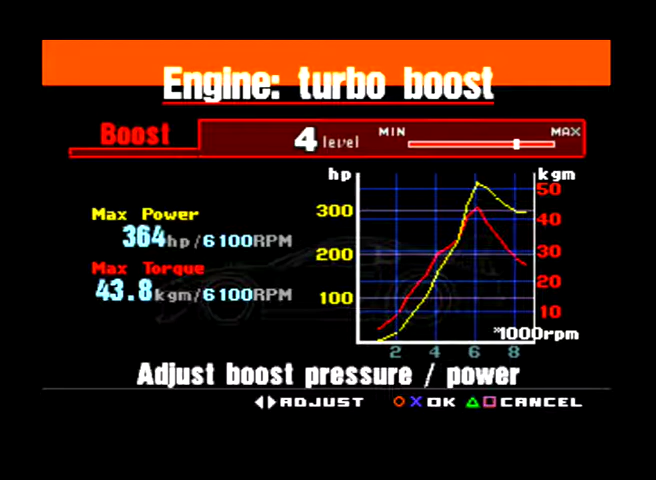 Engine: turbo boost
Boost 4 level MIN MAX
hp kgm
Max Power
364hp/6100RPM
Max Torque
43.8kgm/6100RPM
300
200
100
50
40
30
20
10
*1000rpm
2 4 6 8
Adjust boost pressure / power
ADJUST OK CANCEL